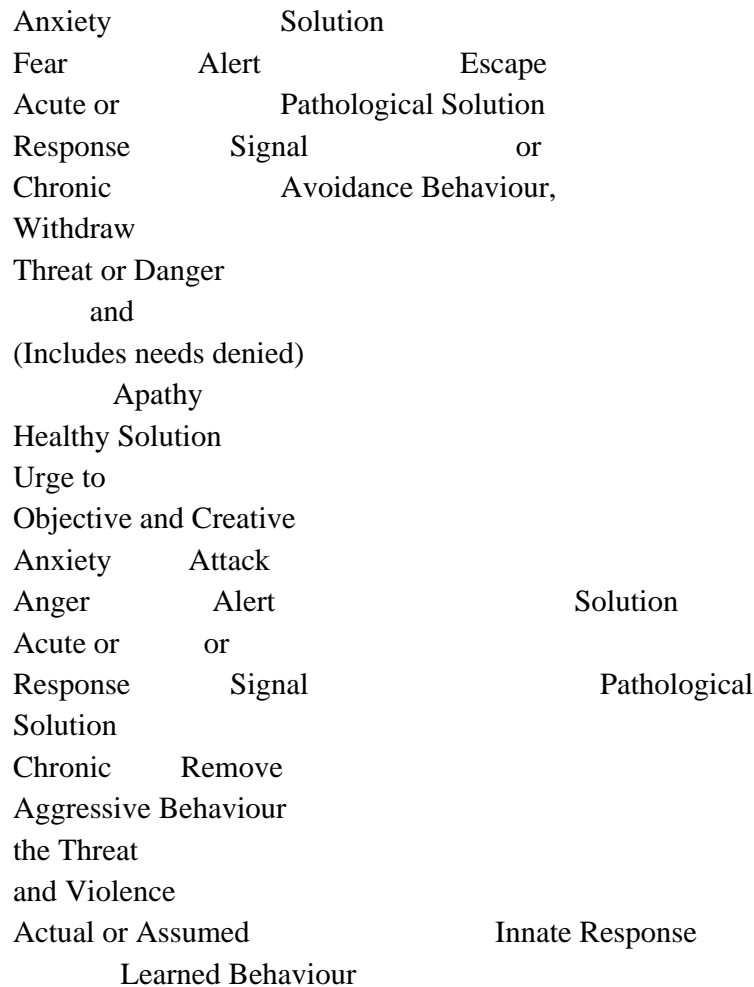 Anxiety Solution
Fear Alert Escape
Acute or Pathological Solution
Response Signal or
Chronic Avoidance Behaviour,
Withdraw
Threat or Danger
and
(Includes needs denied)
Apathy
Healthy Solution
Urge to
Objective and Creative
Anxiety Attack
Anger Alert Solution
Acute or or
Response Signal Pathological
Solution
Chronic Remove
Aggressive Behaviour
the Threat
and Violence
Actual or Assumed Innate Response
Learned Behaviour